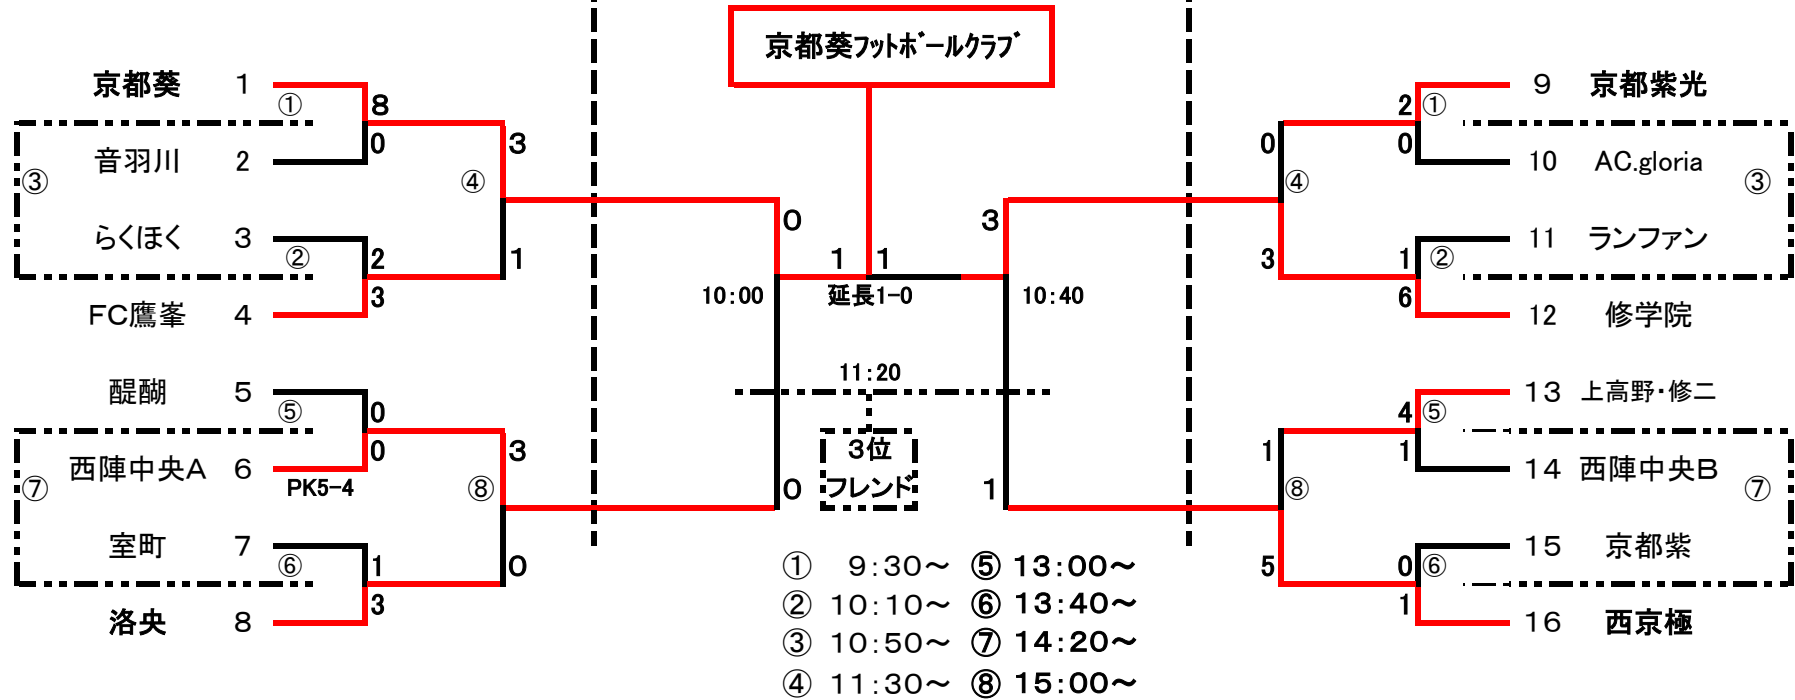 京都葵フットボールクラブ
京都葵 1
①
8
0
音羽川 2
③
らくほく 3
②
2
3
FC鷹峯 4
3
④
1
醍醐 5
⑤
0
0
西陣中央A 6
PK5-4
⑦
室町 7
⑥
1
3
洛央 8
3
⑧
0
0
10:00
0
1 1
延長1-0
3
10:40
1
11:20
3位
フレンド
9 京都紫光
2
①
0
10 AC.gloria
③
11 ランファン
1
②
6
12 修学院
0
④
3
13 上高野・修二
4
⑤
1
14 西陣中央B
⑦
15 京都紫
0
⑥
1
16 西京極
1
⑧
5
① 9:30～ ⑤ 13:00～
② 10:10～ ⑥ 13:40～
③ 10:50～ ⑦ 14:20～
④ 11:30～ ⑧ 15:00～